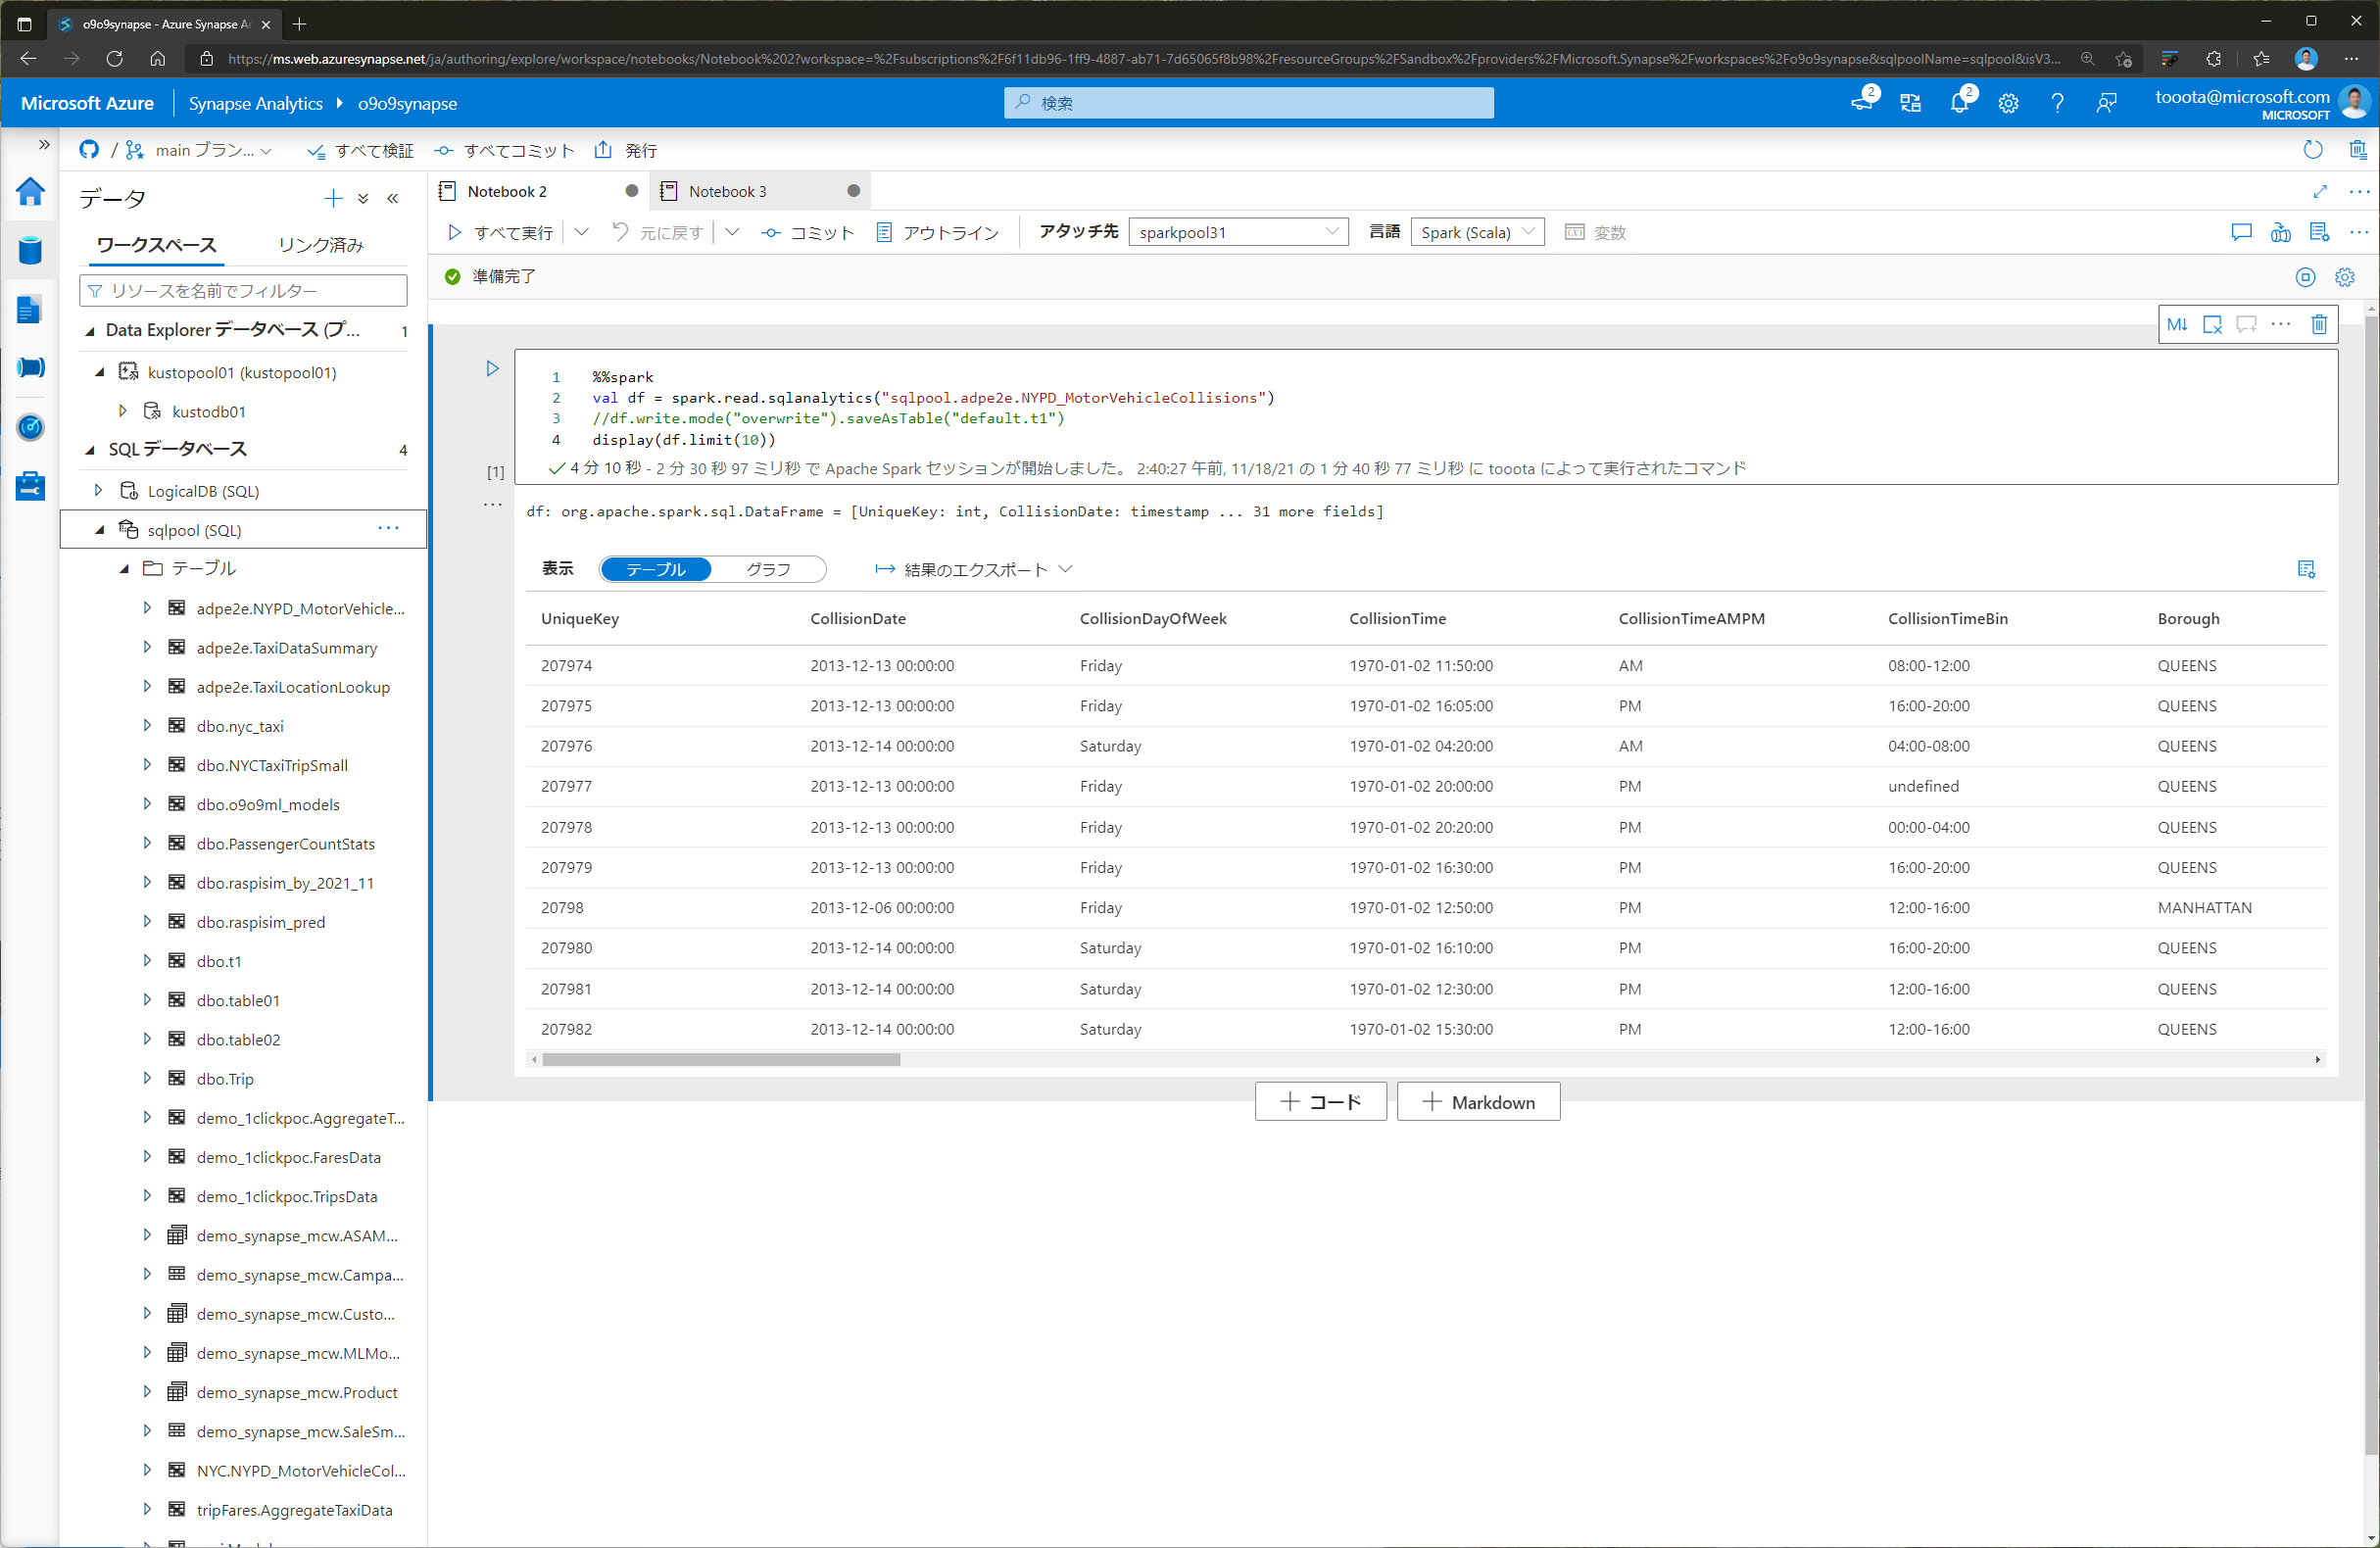 o9o9synapse - Azure Synapse An
https://ms.web.azuresynapse.net/ja/authoring/explore/workspace/notebooks/Notebook%202?workspace=%2Fsubscriptions%2F6f11db96-1ff9-4887-ab71-7d65065f8b98%2FresourceGroups%2FSandbox%2Fproviders%2FMicrosoft.Synapse%2Fworkspaces%2Fo9o9synapse&sqlpoolName=sqlpool&isV3...
Microsoft Azure Synapse Analytics o9o9synapse 検索 2 2 tooota@microsoft.com
MICROSOFT
/ main ブラン... すべて検証 すべてコミット 発行
データ
Notebook 2 Notebook 3
ワークスペース リンク済み
すべて実行 元に戻す コミット アウトライン アタッチ先 sparkpool31 言語 Spark (Scala) 変数
準備完了
リソースを名前でフィルター
Data Explorer データベース (プ... 1
kustopool01 (kustopool01)
kustodb01
SQL データベース 4
LogicalDB (SQL)
sqlpool (SQL)
テーブル
adpe2e.NYPD_MotorVehicle...
adpe2e.TaxiDataSummary
adpe2e.TaxiLocationLookup
dbo.nyc_taxi
dbo.NYCTaxiTripSmall
dbo.o9o9ml_models
dbo.PassengerCountStats
dbo.raspisim_by_2021_11
dbo.raspisim_pred
dbo.t1
dbo.table01
dbo.table02
dbo.Trip
demo_1clickpoc.AggregateT...
demo_1clickpoc.FaresData
demo_1clickpoc.TripsData
demo_synapse_mcw.ASAM...
demo_synapse_mcw.Campa...
demo_synapse_mcw.Custo...
demo_synapse_mcw.MLMo...
demo_synapse_mcw.Product
demo_synapse_mcw.SaleSm...
NYC.NYPD_MotorVehicleCol...
tripFares.AggregateTaxiData
M↓
1 %%spark
2 val df = spark.read.sqlanalytics("sqlpool.adpe2e.NYPD_MotorVehicleCollisions")
3 //df.write.mode("overwrite").saveAsTable("default.t1")
4 display(df.limit(10))
[1] 4 分 10 秒 - 2 分 30 秒 97 ミリ秒 で Apache Spark セッションが開始しました。 2:40:27 午前, 11/18/21 の 1 分 40 秒 77 ミリ秒 に tooota によって実行されたコマンド
df: org.apache.spark.sql.DataFrame = [UniqueKey: int, CollisionDate: timestamp ... 31 more fields]
表示 テーブル グラフ 結果のエクスポート
UniqueKey CollisionDate CollisionDayOfWeek CollisionTime CollisionTimeAMPM CollisionTimeBin Borough
207974 2013-12-13 00:00:00 Friday 1970-01-02 11:50:00 AM 08:00-12:00 QUEENS
207975 2013-12-13 00:00:00 Friday 1970-01-02 16:05:00 PM 16:00-20:00 QUEENS
207976 2013-12-14 00:00:00 Saturday 1970-01-02 04:20:00 AM 04:00-08:00 QUEENS
207977 2013-12-13 00:00:00 Friday 1970-01-02 20:00:00 PM undefined QUEENS
207978 2013-12-13 00:00:00 Friday 1970-01-02 20:20:00 PM 00:00-04:00 QUEENS
207979 2013-12-13 00:00:00 Friday 1970-01-02 16:30:00 PM 16:00-20:00 QUEENS
20798 2013-12-06 00:00:00 Friday 1970-01-02 12:50:00 PM 12:00-16:00 MANHATTAN
207980 2013-12-14 00:00:00 Saturday 1970-01-02 16:10:00 PM 16:00-20:00 QUEENS
207981 2013-12-14 00:00:00 Saturday 1970-01-02 12:30:00 PM 12:00-16:00 QUEENS
207982 2013-12-14 00:00:00 Saturday 1970-01-02 15:30:00 PM 12:00-16:00 QUEENS
コード Markdown